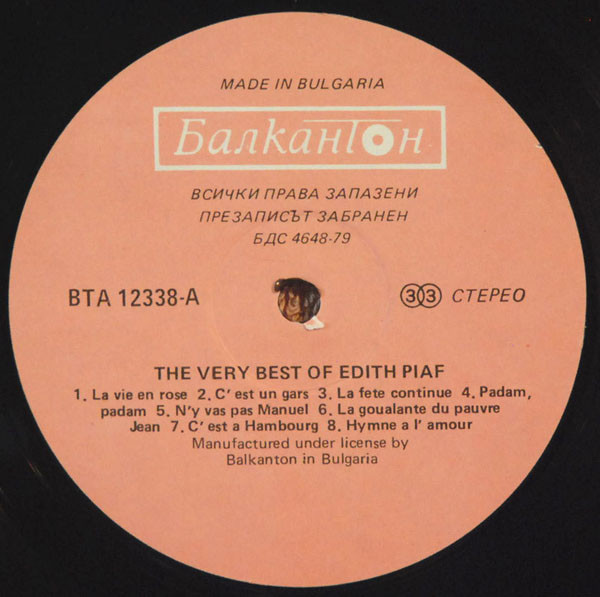 MADE IN BULGARIA
Балкантон
ВСИЧКИ ПРАВА ЗАПАЗЕНИ
ПРЕЗАПИСЪТ ЗАБРАНЕН
БДС 4648-79
ВТА 12338-А
33 СТЕРЕО
THE VERY BEST OF EDITH PIAF
1. La vie en rose 2. C' est un gars 3. La fete continue 4. Padam,
padam 5. N'y vas pas Manuel 6. La goualante du pauvre
Jean 7. C' est a Hambourg 8. Hymne a l' amour
Manufactured under license by
Balkanton in Bulgaria